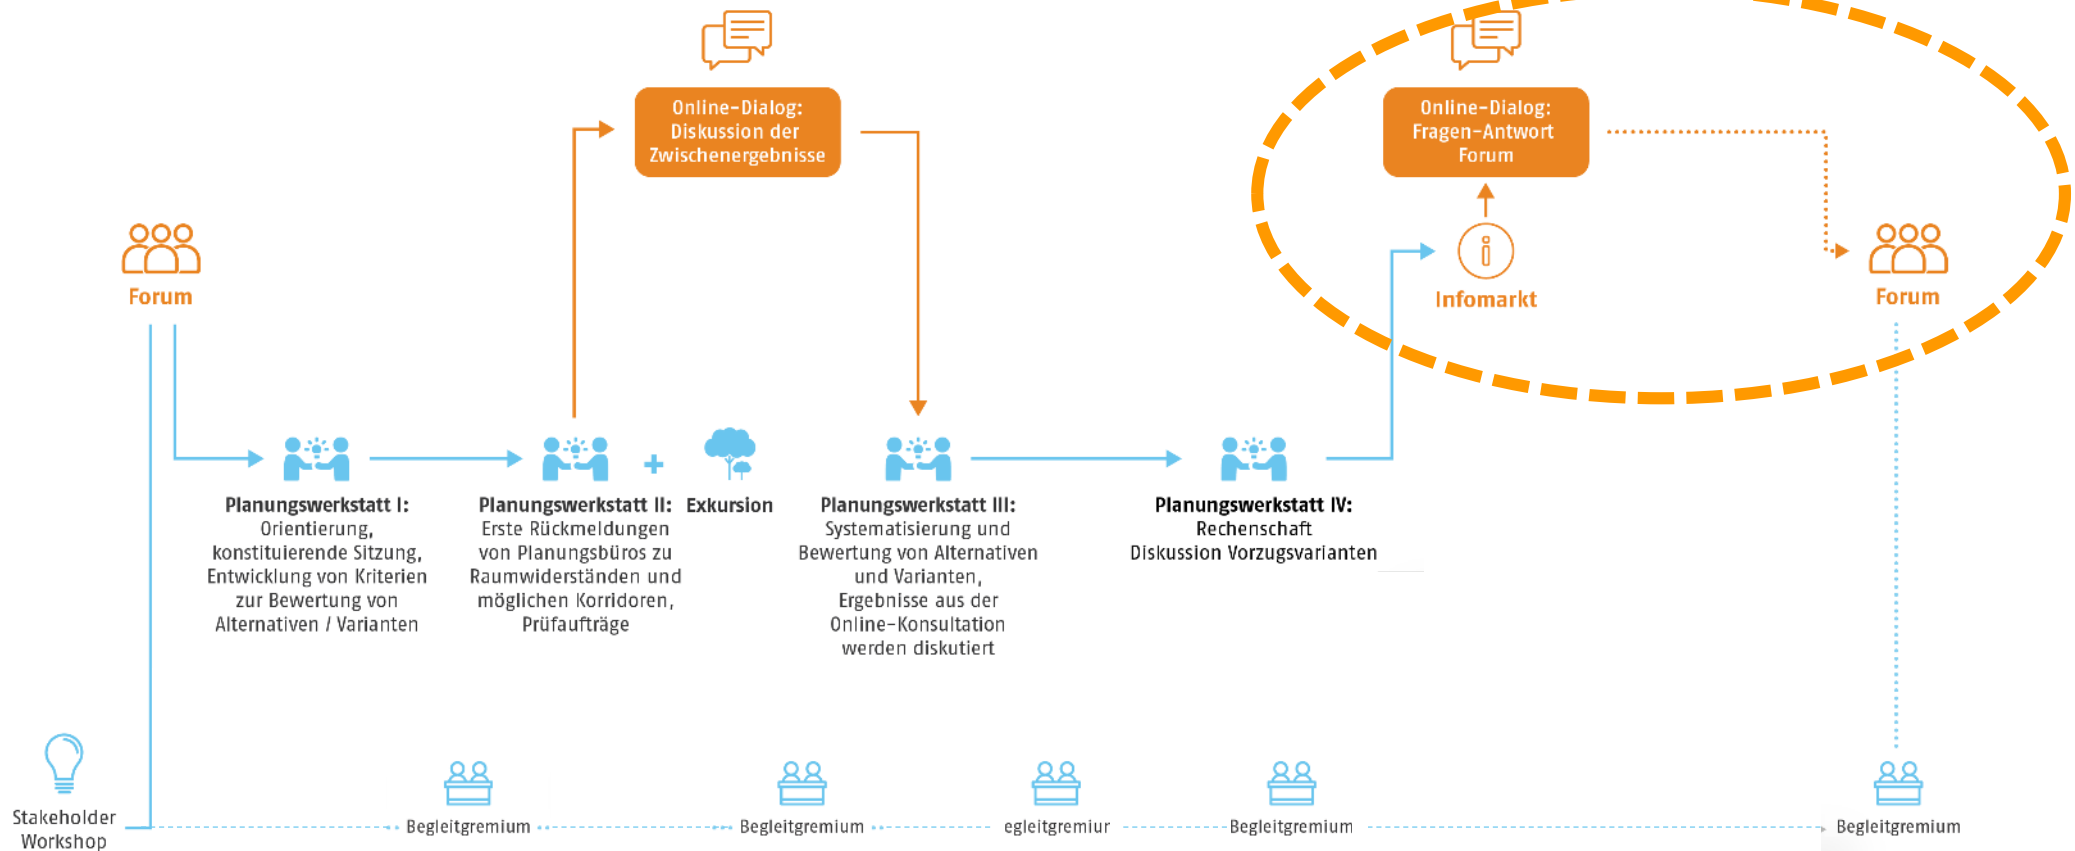 Online-Dialog:
Diskussion der
Zwischenergebnisse
Online-Dialog:
Fragen-Antwort
Forum
Forum
Infomarkt
Forum
Planungswerkstatt I:
Orientierung,
konstituierende Sitzung,
Entwicklung von Kriterien
zur Bewertung von
Alternativen / Varianten
Planungswerkstatt II:
Erste Rückmeldungen
von Planungsbüros zu
Raumwiderständen und
möglichen Korridoren,
Prüfaufträge
+
Exkursion
Planungswerkstatt III:
Systematisierung und
Bewertung von Alternativen
und Varianten,
Ergebnisse aus der
Online-Konsultation
werden diskutiert
Planungswerkstatt IV:
Rechenschaft
Diskussion Vorzugsvarianten
Stakeholder
Workshop
Begleitgremium
Begleitgremium
egleitgremiur
Begleitgremium
Begleitgremium